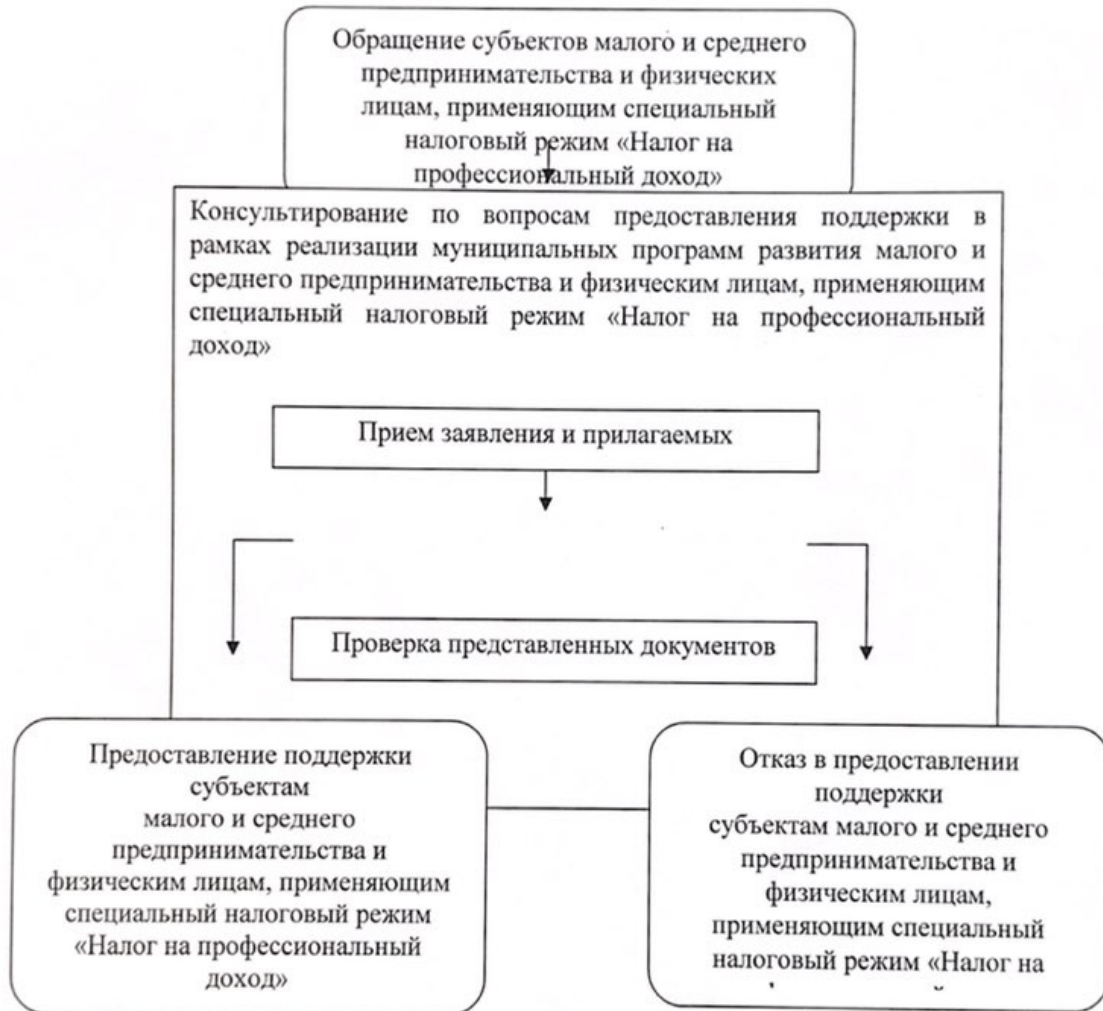 Обращение субъектов малого и среднего
предпринимательства и физических
лицам, применяющим специальный
налоговый режим «Налог на
профессиональный доход»
Консультирование по вопросам предоставления поддержки в
рамках реализации муниципальных программ развития малого и
среднего предпринимательства и физическим лицам, применяющим
специальный налоговый режим «Налог на профессиональный
доход»
Прием заявления и прилагаемых
Проверка представленных документов
Предоставление поддержки
субъектам
малого и среднего
предпринимательства и
физическим лицам, применяющим
специальный налоговый режим
«Налог на профессиональный
доход»
Отказ в предоставлении
поддержки
субъектам малого и среднего
предпринимательства и
физическим лицам,
применяющим специальный
налоговый режим «Налог на